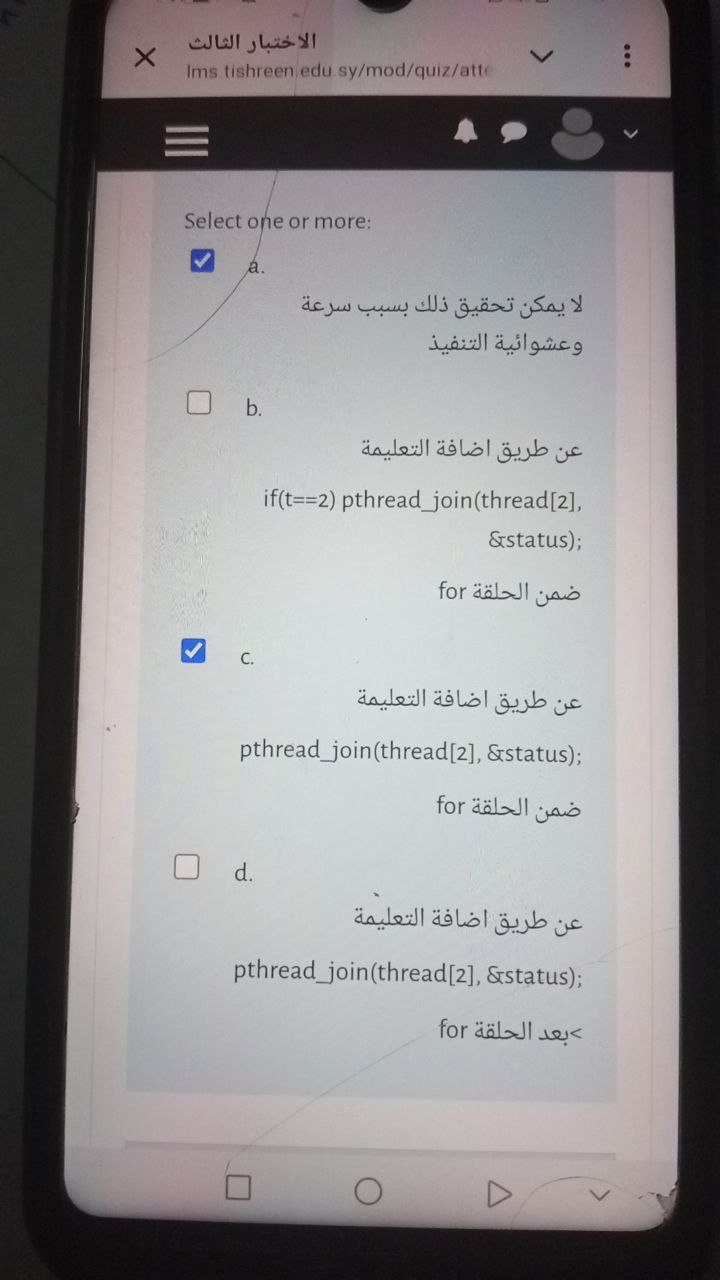 الاختبار الثالث
lms.tishreen.edu.sy/mod/quiz/atte
Select one or more:
a.
لا يمكن تحقيق ذلك بسبب سرعة
وعشوائية التنفيذ
b.
عن طريق اضافة التعليمة
if(t==2) pthread_join(thread[2],
&status);
ضمن الحلقة for
c.
عن طريق اضافة التعليمة
pthread_join(thread[2], &status);
ضمن الحلقة for
d.
عن طريق اضافة التعليمة
pthread_join(thread[2], &status);
>بعد الحلقة for